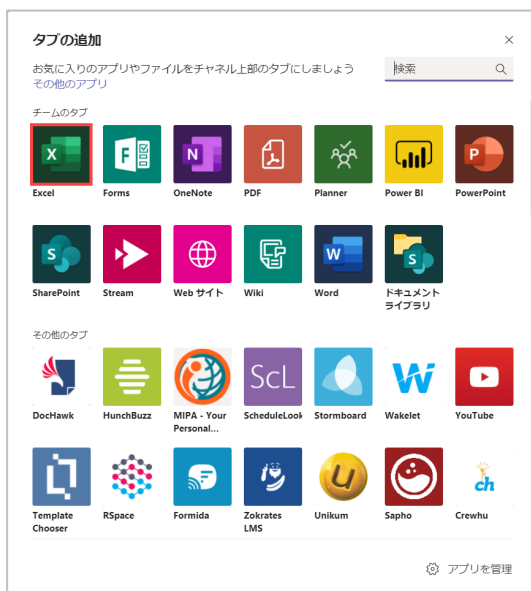 タブの追加
お気に入りのアプリやファイルをチャネル上部のタブにしましょう
その他のアプリ
検索
チームのタブ
X
F
N
P
Excel
Forms
OneNote
PDF
Planner
Power BI
PowerPoint
S
W
S
SharePoint
Stream
Web サイト
Wiki
Word
ドキュメント
ライブラリ
その他のタブ
ScL
DocHawk
HunchBuzz
MIPA - Your
Personal...
ScheduleLook
Stormboard
Wakelet
YouTube
U
ch
Template
Chooser
RSpace
Formida
Zokrates
LMS
Unikum
Sapho
Crewhu
アプリを管理